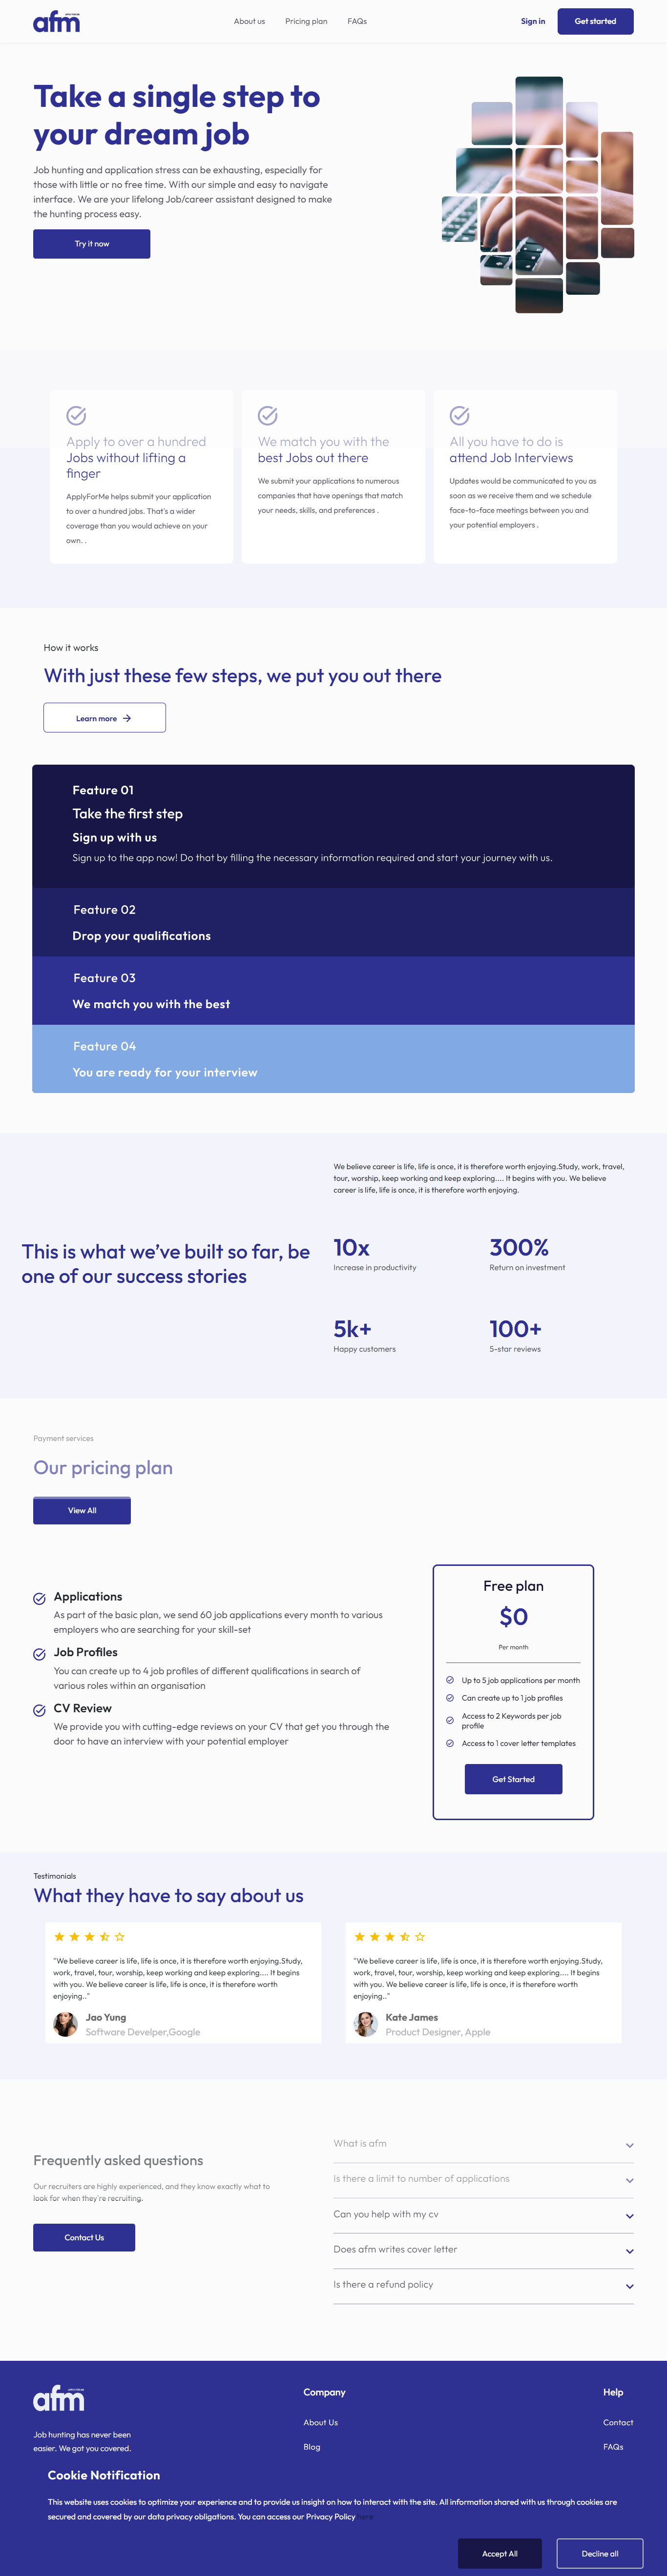 afm
About us
Pricing plan
FAQs
Sign in
Get started
Take a single step to
your dream job
Job hunting and application stress can be exhausting, especially for
those with little or no free time. With our simple and easy to navigate
interface. We are your lifelong Job/career assistant designed to make
the hunting process easy.
Try it now
Apply to over a hundred
Jobs without lifting a
finger
ApplyForMe helps submit your application
to over a hundred jobs. That's a wider
coverage than you would achieve on your
own. .
We match you with the
best Jobs out there
We submit your applications to numerous
companies that have openings that match
your needs, skills, and preferences .
All you have to do is
attend Job Interviews
Updates would be communicated to you as
soon as we receive them and we schedule
face-to-face meetings between you and
your potential employers .
How it works
With just these few steps, we put you out there
Learn more
Feature 01
Take the first step
Sign up with us
Sign up to the app now! Do that by filling the necessary information required and start your journey with us.
Feature 02
Drop your qualifications
Feature 03
We match you with the best
Feature 04
You are ready for your interview
We believe career is life, life is once, it is therefore worth enjoying.Study, work, travel,
tour, worship, keep working and keep exploring.... It begins with you. We believe
career is life, life is once, it is therefore worth enjoying.
This is what we've built so far, be
one of our success stories
10x
Increase in productivity
300%
Return on investment
5k+
Happy customers
100+
5-star reviews
Payment services
Our pricing plan
View All
Applications
As part of the basic plan, we send 60 job applications every month to various
employers who are searching for your skill-set
Job Profiles
You can create up to 4 job profiles of different qualifications in search of
various roles within an organisation
CV Review
We provide you with cutting-edge reviews on your CV that get you through the
door to have an interview with your potential employer
Free plan
$0
Per month
Up to 5 job applications per month
Can create up to 1 job profiles
Access to 2 Keywords per job
profile
Access to 1 cover letter templates
Get Started
Testimonials
What they have to say about us
"We believe career is life, life is once, it is therefore worth enjoying.Study,
work, travel, tour, worship, keep working and keep exploring.... It begins
with you. We believe career is life, life is once, it is therefore worth
enjoying.."
Jao Yung
Software Develper,Google
"We believe career is life, life is once, it is therefore worth enjoying.Study,
work, travel, tour, worship, keep working and keep exploring.... It begins
with you. We believe career is life, life is once, it is therefore worth
enjoying.."
Kate James
Product Designer, Apple
Frequently asked questions
Our recruiters are highly experienced, and they know exactly what to
look for when they're recruiting.
Contact Us
What is afm
Is there a limit to number of applications
Can you help with my cv
Does afm writes cover letter
Is there a refund policy
afm
Job hunting has never been
easier. We got you covered.
Company
About Us
Blog
Help
Contact
FAQs
Cookie Notification
This website uses cookies to optimize your experience and to provide us insight on how to interact with the site. All information shared with us through cookies are
secured and covered by our data privacy obligations. You can access our Privacy Policy
Accept All
Decline all